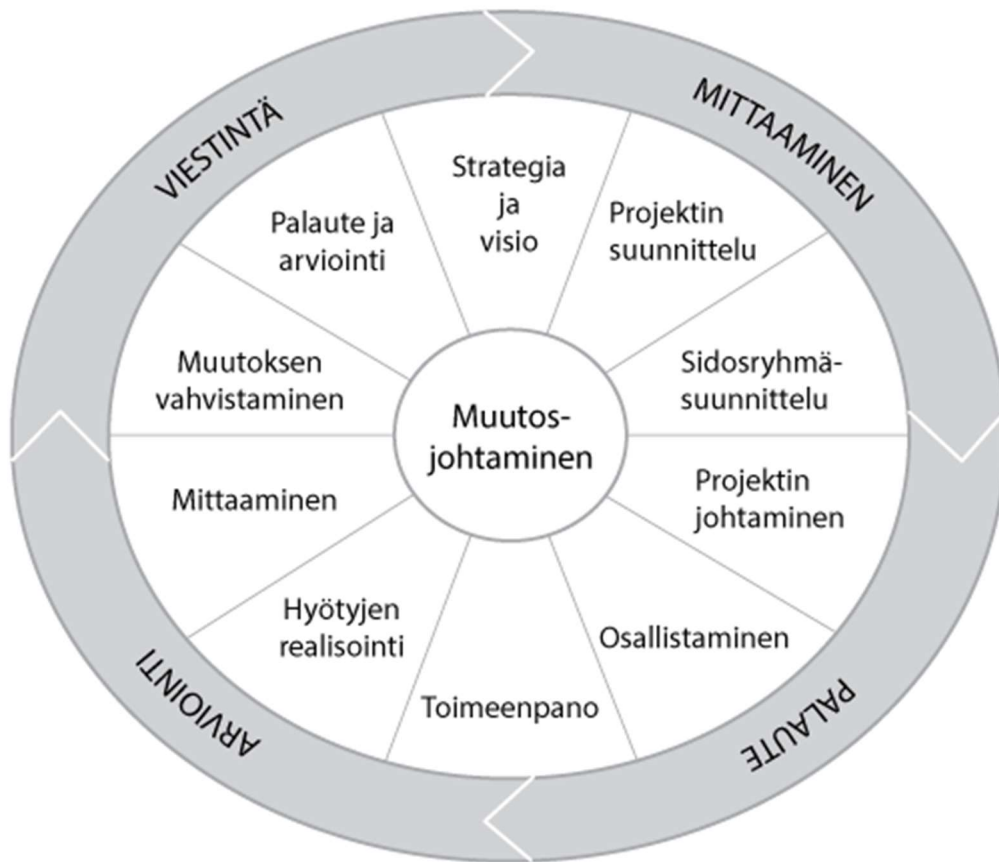 VIESTINTÄ
MITTAAMINEN
PALAUTE
ARVIOINTI
Strategia
ja
visio
Projektin
suunnittelu
Sidosryhmä-
suunnittelu
Projektin
johtaminen
Osallistaminen
Toimeenpano
Hyötyjen
realisointi
Mittaaminen
Muutoksen
vahvistaminen
Palaute ja
arviointi
Muutos-
johtaminen